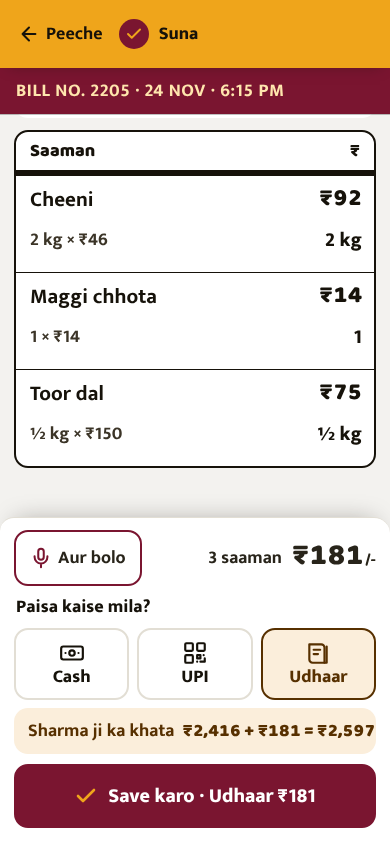 Peeche Suna
BILL NO. 2205 · 24 NOV · 6:15 PM
Saaman ₹
Cheeni ₹92
2 kg × ₹46 2 kg
Maggi chhota ₹14
1 × ₹14 1
Toor dal ₹75
½ kg × ₹150 ½ kg
Aur bolo 3 saaman ₹181/-
Paisa kaise mila?
Cash UPI Udhaar
Sharma ji ka khata ₹2,416 + ₹181 = ₹2,597
Save karo · Udhaar ₹181